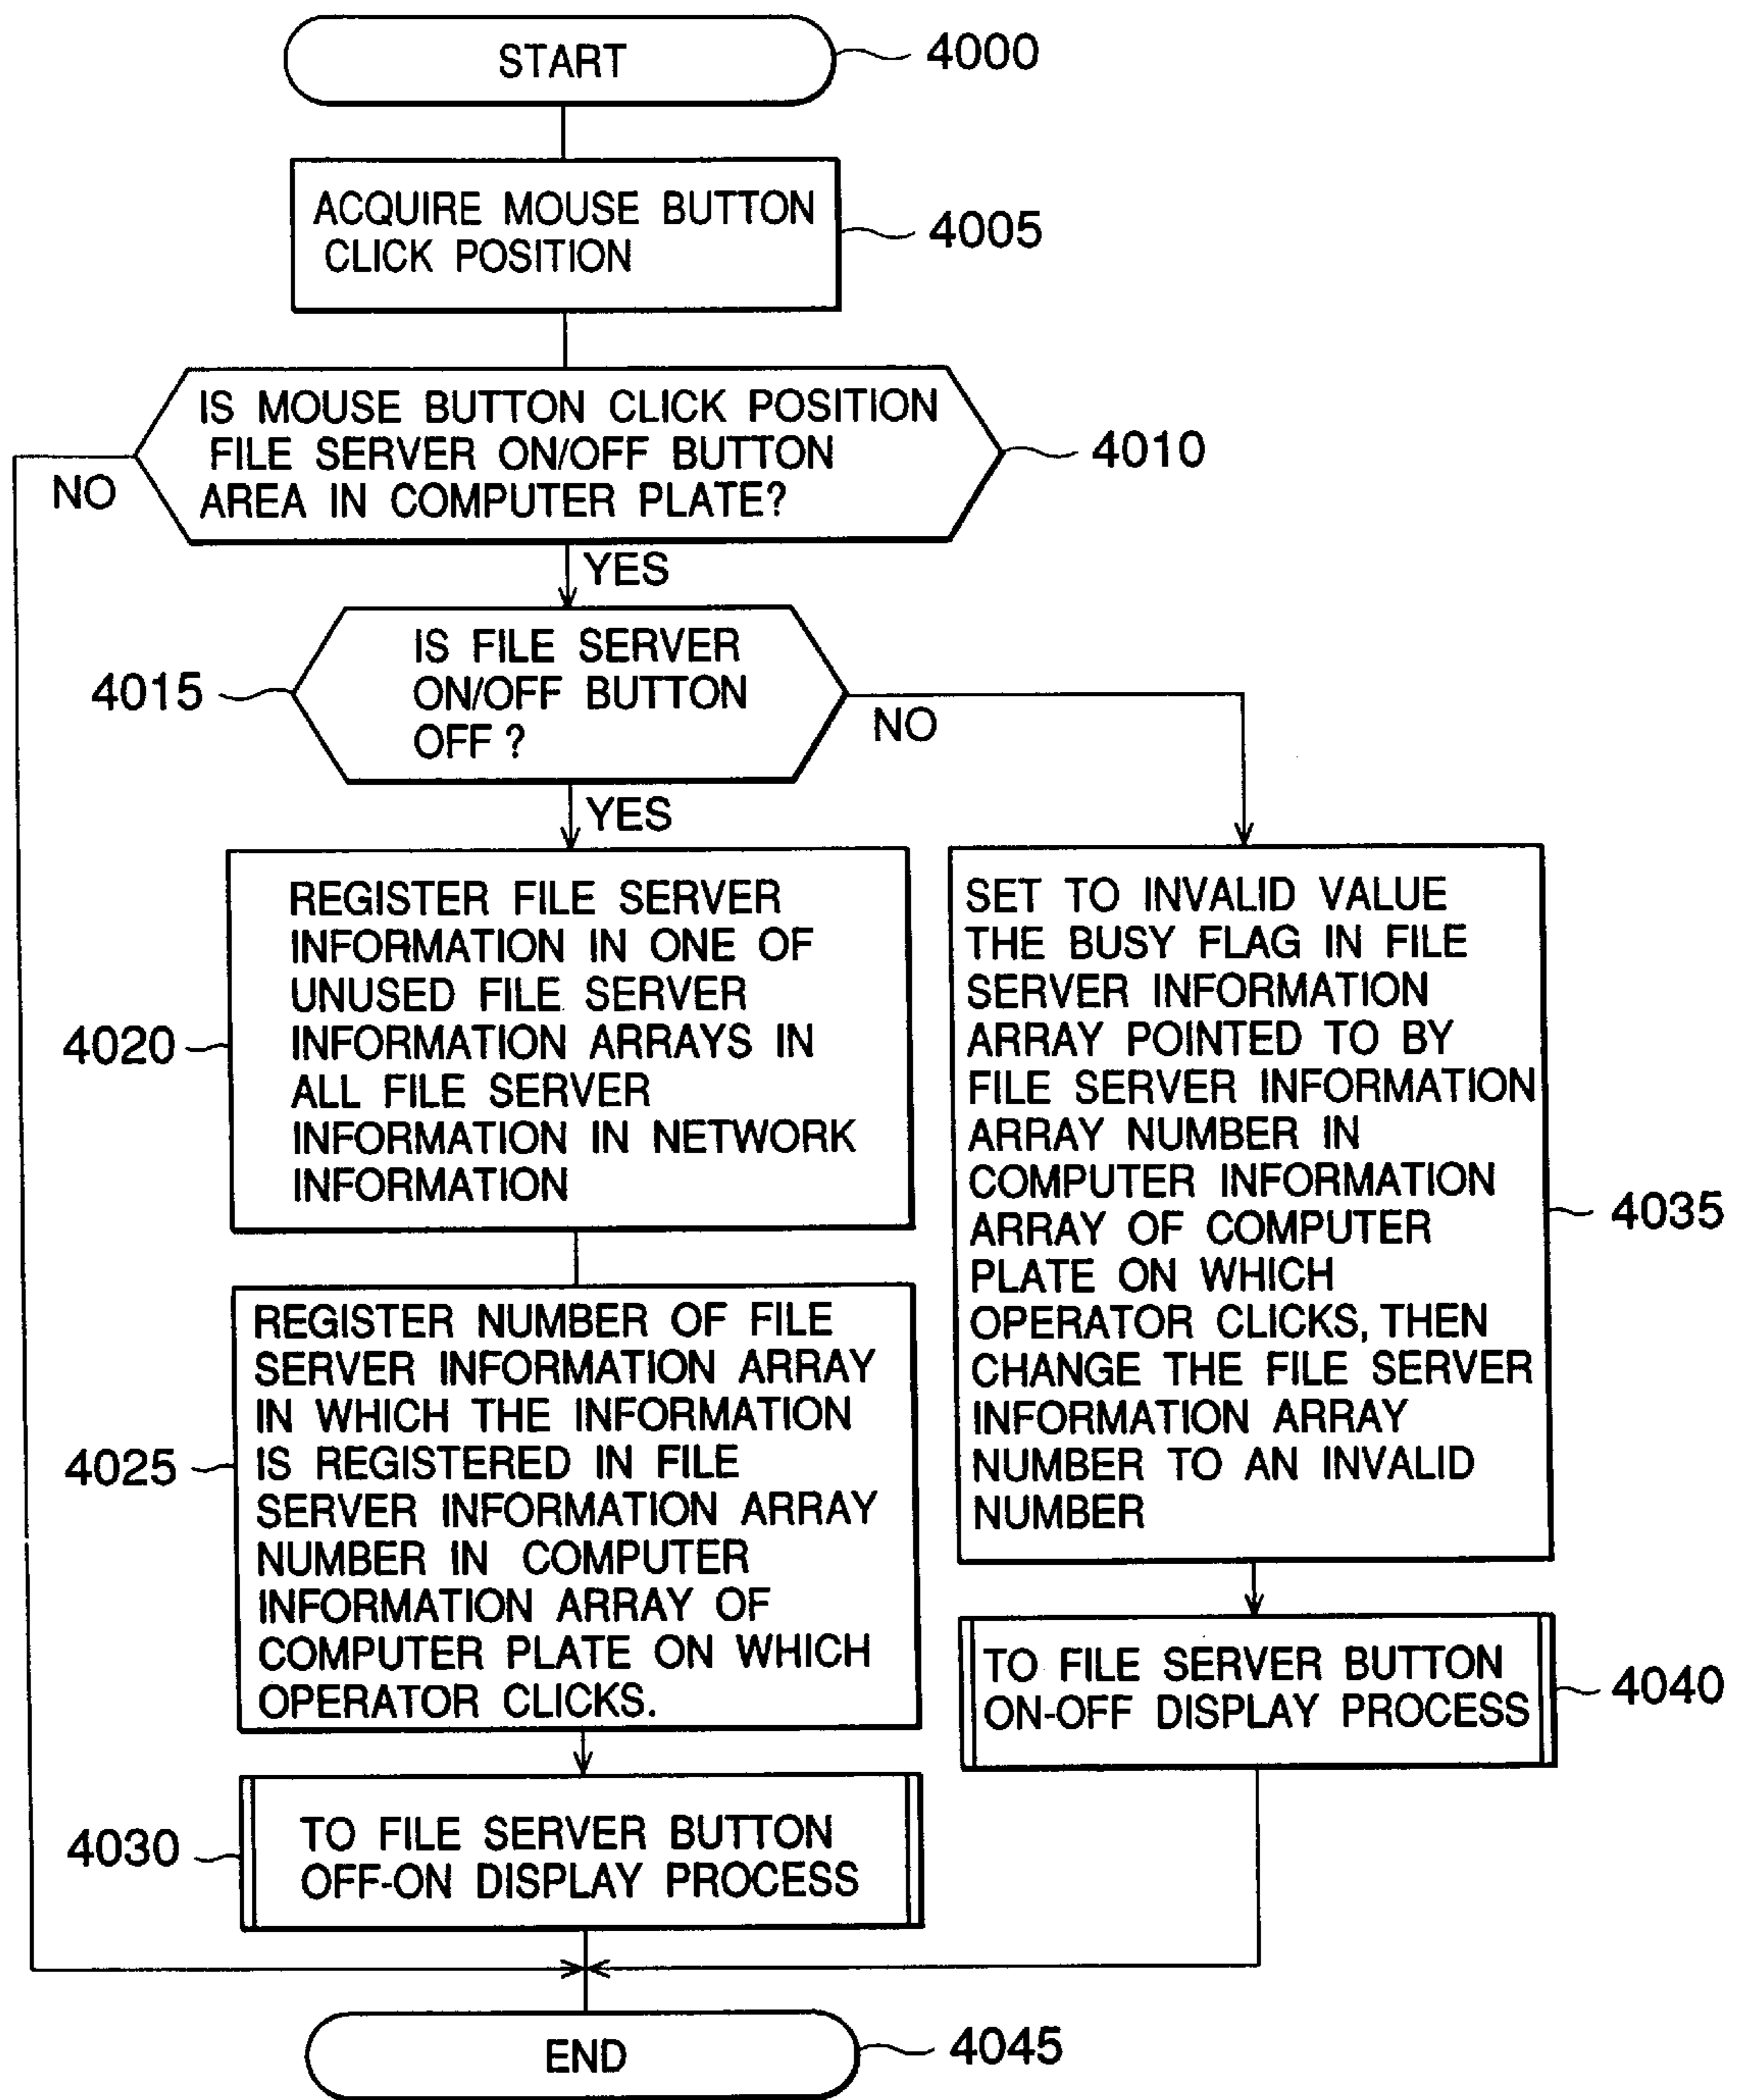 START
4000
ACQUIRE MOUSE BUTTON
CLICK POSITION
4005
IS MOUSE BUTTON CLICK POSITION
FILE SERVER ON/OFF BUTTON
AREA IN COMPUTER PLATE?
4010
NO
YES
IS FILE SERVER
ON/OFF BUTTON
OFF ?
4015
NO
YES
REGISTER FILE SERVER
INFORMATION IN ONE OF
UNUSED FILE SERVER
INFORMATION ARRAYS IN
ALL FILE SERVER
INFORMATION IN NETWORK
INFORMATION
4020
REGISTER NUMBER OF FILE
SERVER INFORMATION ARRAY
IN WHICH THE INFORMATION
IS REGISTERED IN FILE
SERVER INFORMATION ARRAY
NUMBER IN COMPUTER
INFORMATION ARRAY OF
COMPUTER PLATE ON WHICH
OPERATOR CLICKS.
4025
TO FILE SERVER BUTTON
OFF-ON DISPLAY PROCESS
4030
SET TO INVALID VALUE
THE BUSY FLAG IN FILE
SERVER INFORMATION
ARRAY POINTED TO BY
FILE SERVER INFORMATION
ARRAY NUMBER IN
COMPUTER INFORMATION
ARRAY OF COMPUTER
PLATE ON WHICH
OPERATOR CLICKS, THEN
CHANGE THE FILE SERVER
INFORMATION ARRAY
NUMBER TO AN INVALID
NUMBER
4035
TO FILE SERVER BUTTON
ON-OFF DISPLAY PROCESS
4040
END
4045